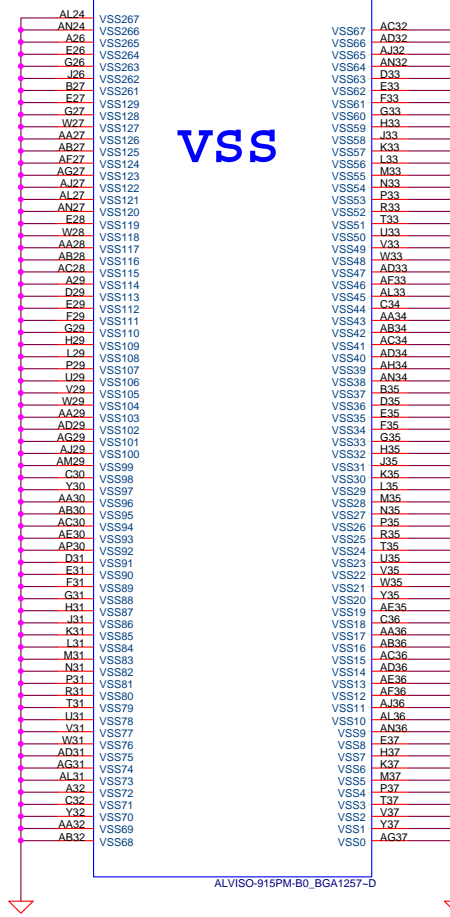 AL24 VSS267
AN24 VSS266
A26 VSS265
E26 VSS264
G26 VSS263
J26 VSS262
B27 VSS261
E27 VSS129
G27 VSS128
W27 VSS127
AA27 VSS126
AB27 VSS125
AF27 VSS124
AG27 VSS123
AJ27 VSS122
AL27 VSS121
AN27 VSS120
E28 VSS119
W28 VSS118
AA28 VSS117
AB28 VSS116
AC28 VSS115
A29 VSS114
D29 VSS113
E29 VSS112
F29 VSS111
G29 VSS110
H29 VSS109
L29 VSS108
P29 VSS107
U29 VSS106
V29 VSS105
W29 VSS104
AA29 VSS103
AD29 VSS102
AG29 VSS101
AJ29 VSS100
AM29 VSS99
C30 VSS98
Y30 VSS97
AA30 VSS96
AB30 VSS95
AC30 VSS94
AE30 VSS93
AP30 VSS92
D31 VSS91
E31 VSS90
F31 VSS89
G31 VSS88
H31 VSS87
J31 VSS86
K31 VSS85
L31 VSS84
M31 VSS83
N31 VSS82
P31 VSS81
R31 VSS80
T31 VSS79
U31 VSS78
V31 VSS77
W31 VSS76
AD31 VSS75
AG31 VSS74
AL31 VSS73
A32 VSS72
C32 VSS71
Y32 VSS70
AA32 VSS69
AB32 VSS68
VSS
VSS67 AC32
VSS66 AD32
VSS65 AJ32
VSS64 AN32
VSS63 D33
VSS62 E33
VSS61 F33
VSS60 G33
VSS59 H33
VSS58 J33
VSS57 K33
VSS56 L33
VSS55 M33
VSS54 N33
VSS53 P33
VSS52 R33
VSS51 T33
VSS50 U33
VSS49 V33
VSS48 W33
VSS47 AD33
VSS46 AF33
VSS45 AL33
VSS44 C34
VSS43 AA34
VSS42 AB34
VSS41 AC34
VSS40 AD34
VSS39 AH34
VSS38 AN34
VSS37 B35
VSS36 D35
VSS35 E35
VSS34 F35
VSS33 G35
VSS32 H35
VSS31 J35
VSS30 K35
VSS29 L35
VSS28 M35
VSS27 N35
VSS26 P35
VSS25 R35
VSS24 T35
VSS23 U35
VSS22 V35
VSS21 W35
VSS20 Y35
VSS19 AE35
VSS18 C36
VSS17 AA36
VSS16 AB36
VSS15 AC36
VSS14 AD36
VSS13 AE36
VSS12 AF36
VSS11 AJ36
VSS10 AL36
VSS9 AN36
VSS8 E37
VSS7 H37
VSS6 K37
VSS5 M37
VSS4 P37
VSS3 T37
VSS2 V37
VSS1 Y37
VSS0 AG37
ALVISO-915PM-B0_BGA1257~D